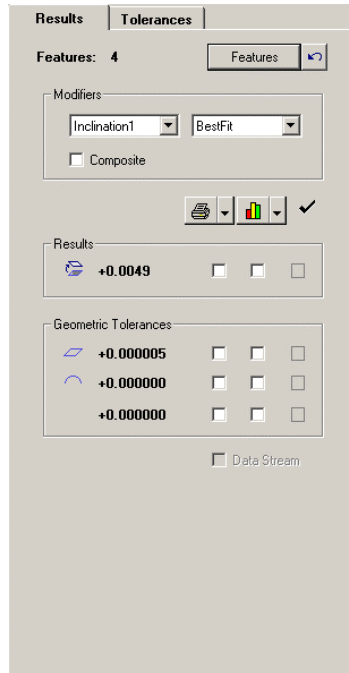 Results Tolerances
Features: 4 Features
Modifiers
Inclination1 BestFit
Composite
Results
+0.0049
Geometric Tolerances
+0.000005
+0.000000
+0.000000
Data Stream